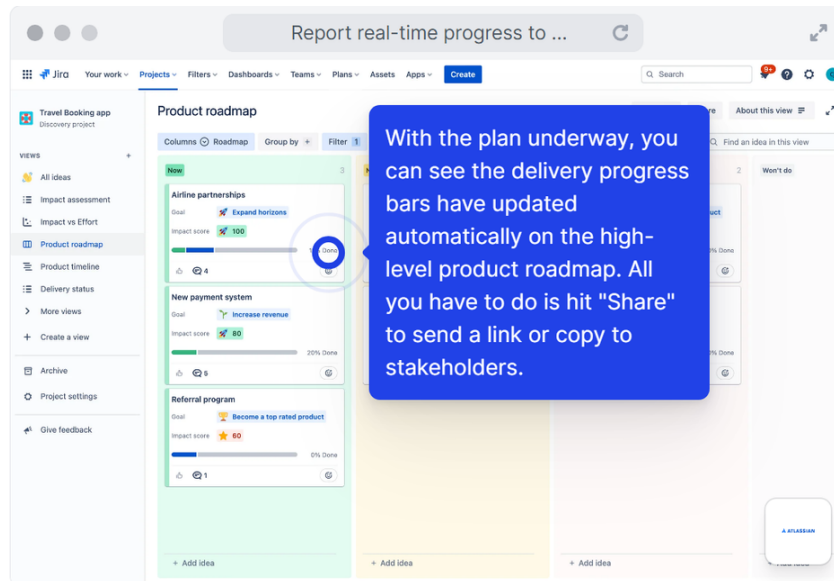 Report real-time progress to ...
Jira Your work Projects Filters Dashboards Teams Plans Assets Apps Create Search 9+
Travel Booking app
Discovery project
VIEWS
All ideas
Impact assessment
Impact vs Effort
Product roadmap
Product timeline
Delivery status
More views
Create a view
Archive
Project settings
Give feedback
Product roadmap
About this view
Columns Roadmap Group by Filter 1
Find an idea in this view
Now 3
Airline partnerships
Goal Expand horizons
Impact score 100
Done
4
New payment system
Goal Increase revenue
Impact score 80
20% Done
5
Referral program
Goal Become a top rated product
Impact score 60
0% Done
1
+ Add idea
With the plan underway, you
can see the delivery progress
bars have updated
automatically on the high-
level product roadmap. All
you have to do is hit "Share"
to send a link or copy to
stakeholders.
+ Add idea
2
% Done
% Done
+ Add idea
Won't do
ATLASSIAN